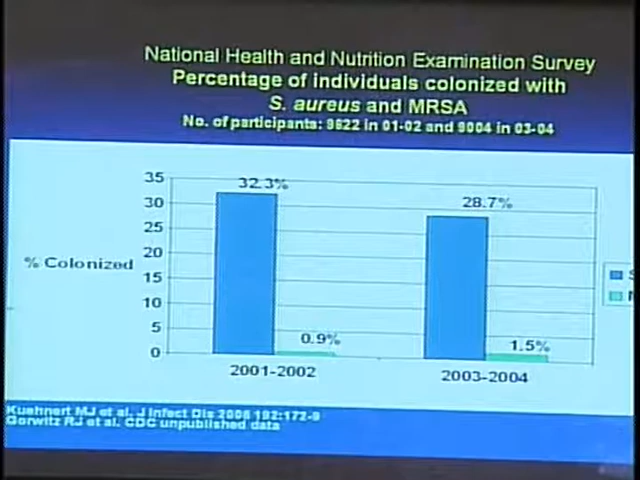 National Health and Nutrition Examination Survey
Percentage of individuals colonized with
S. aureus and MRSA
No. of participants: 9622 in 01-02 and 9004 in 03-04
35
30
25
20
15
10
5
0
% Colonized
32.3%
0.9%
28.7%
1.5%
2001-2002
2003-2004
S
Kuehnert MJ et al. J Infect Dis 2006 192:172-9
Gorwitz RJ et al. CDC unpublished data